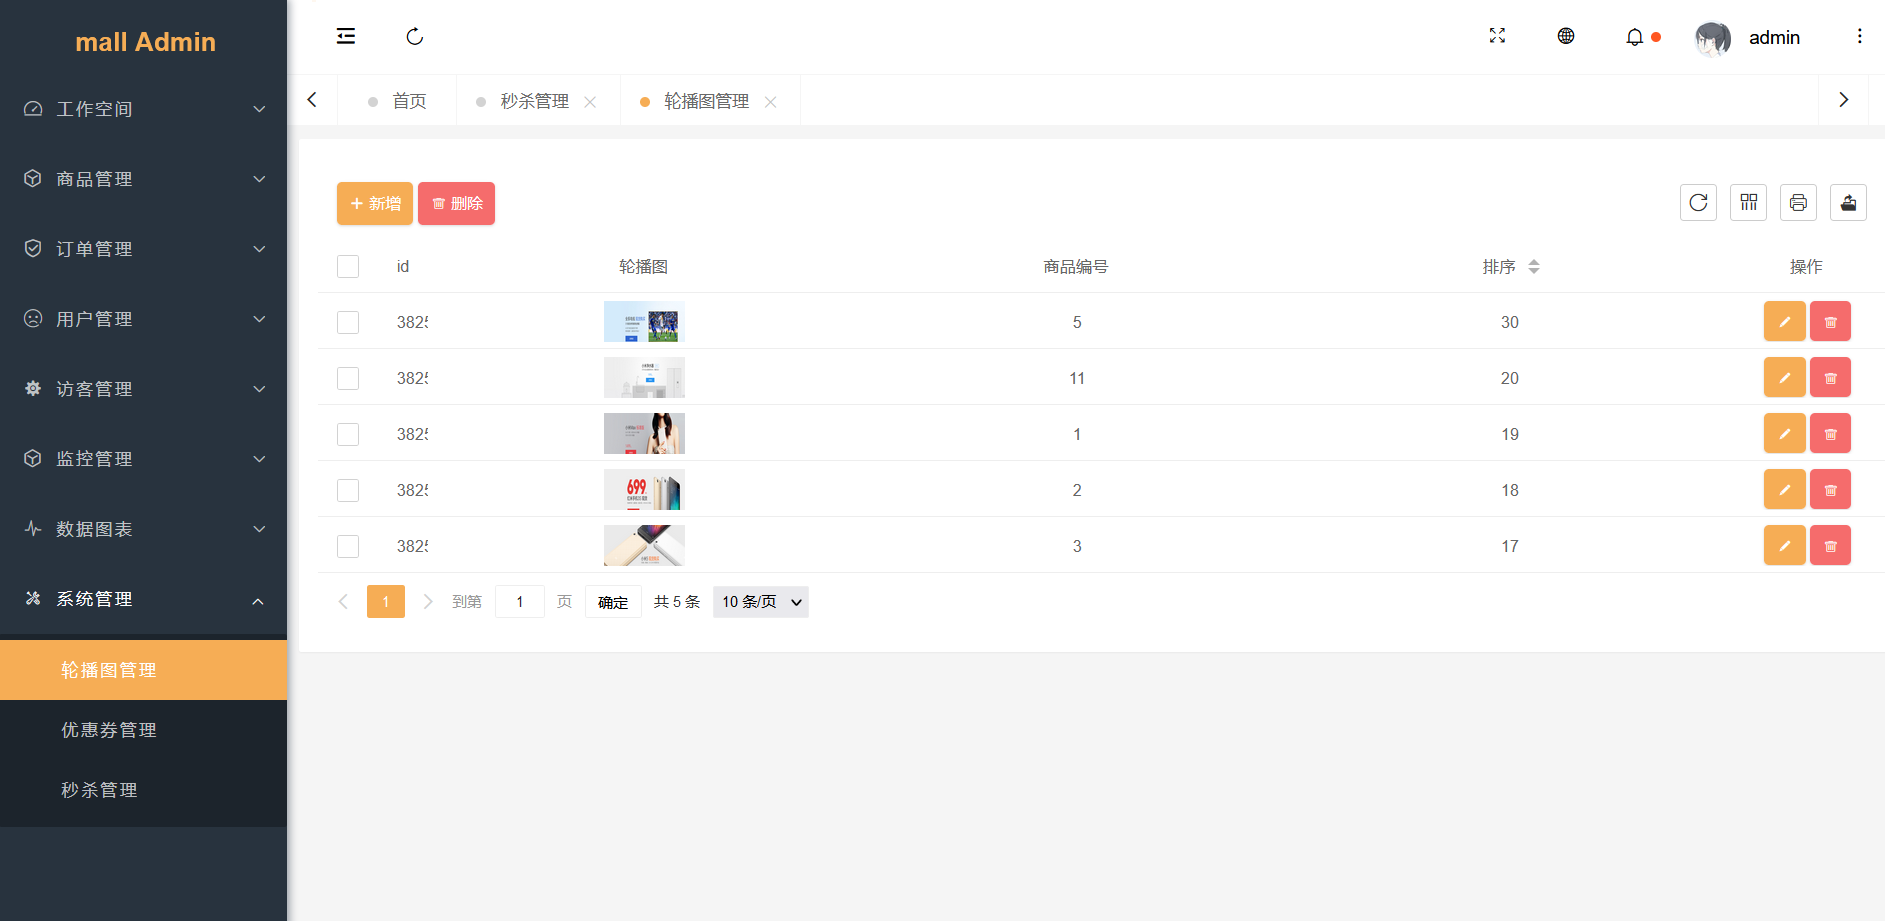 mall Admin
admin
工作空间
商品管理
订单管理
用户管理
访客管理
监控管理
数据图表
系统管理
轮播图管理
优惠券管理
秒杀管理
首页 秒杀管理 轮播图管理
新增 删除
id 轮播图 商品编号 排序 操作
3825 5 30
3825 11 20
3825 1 19
3825 699 2 18
3825 3 17
1 到第 1 页 确定 共 5 条 10 条/页